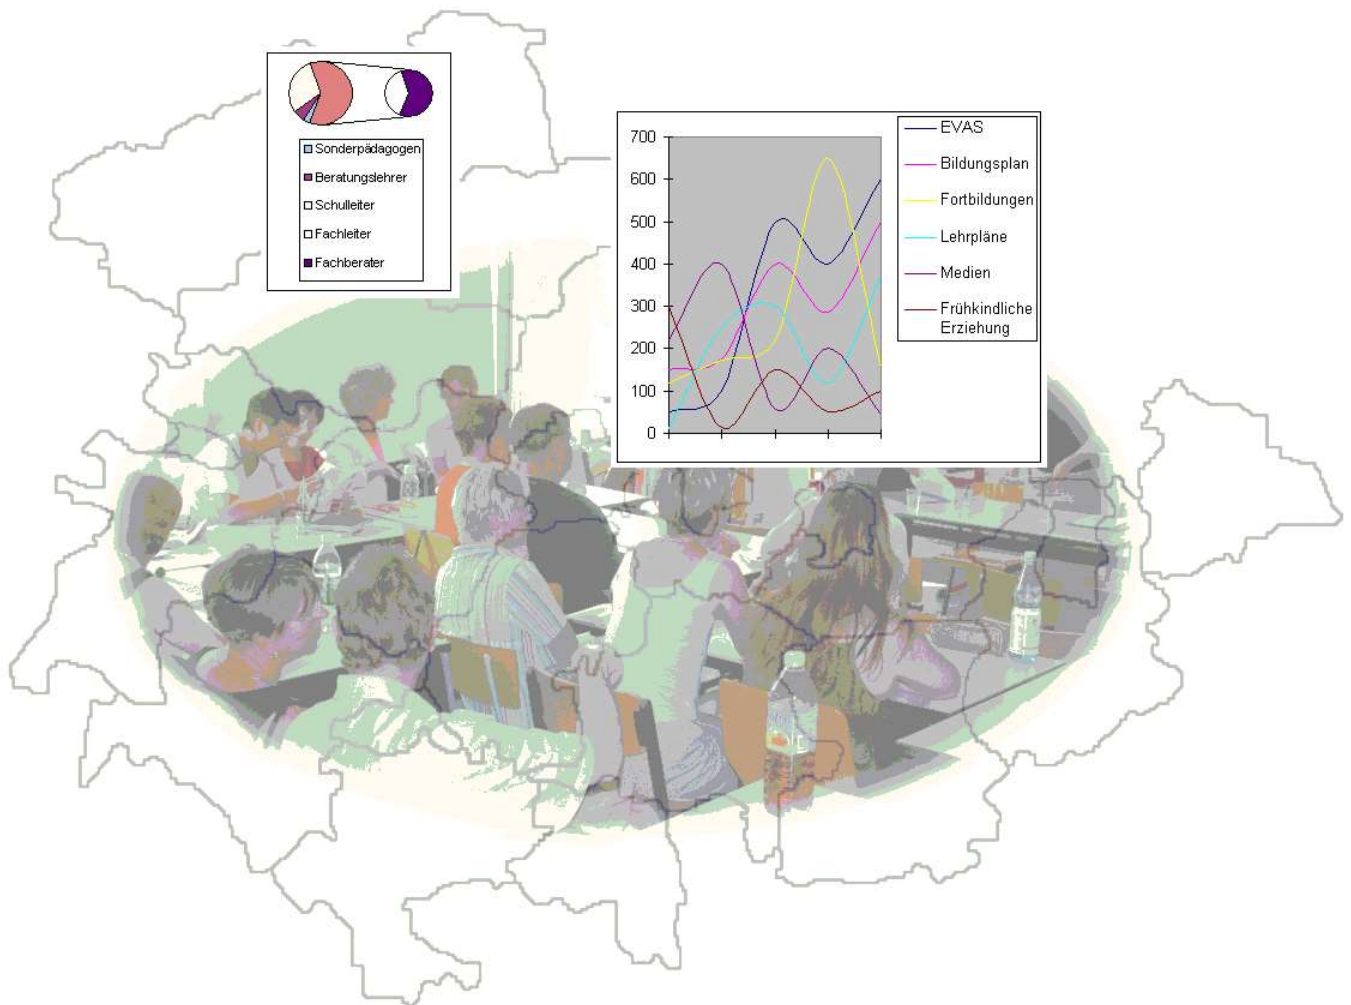 Sonderpädagogen
Beratungslehrer
Schulleiter
Fachleiter
Fachberater
700
600
500
400
300
200
100
0
EVAS
Bildungsplan
Fortbildungen
Lehrpläne
Medien
Frühkindliche
Erziehung